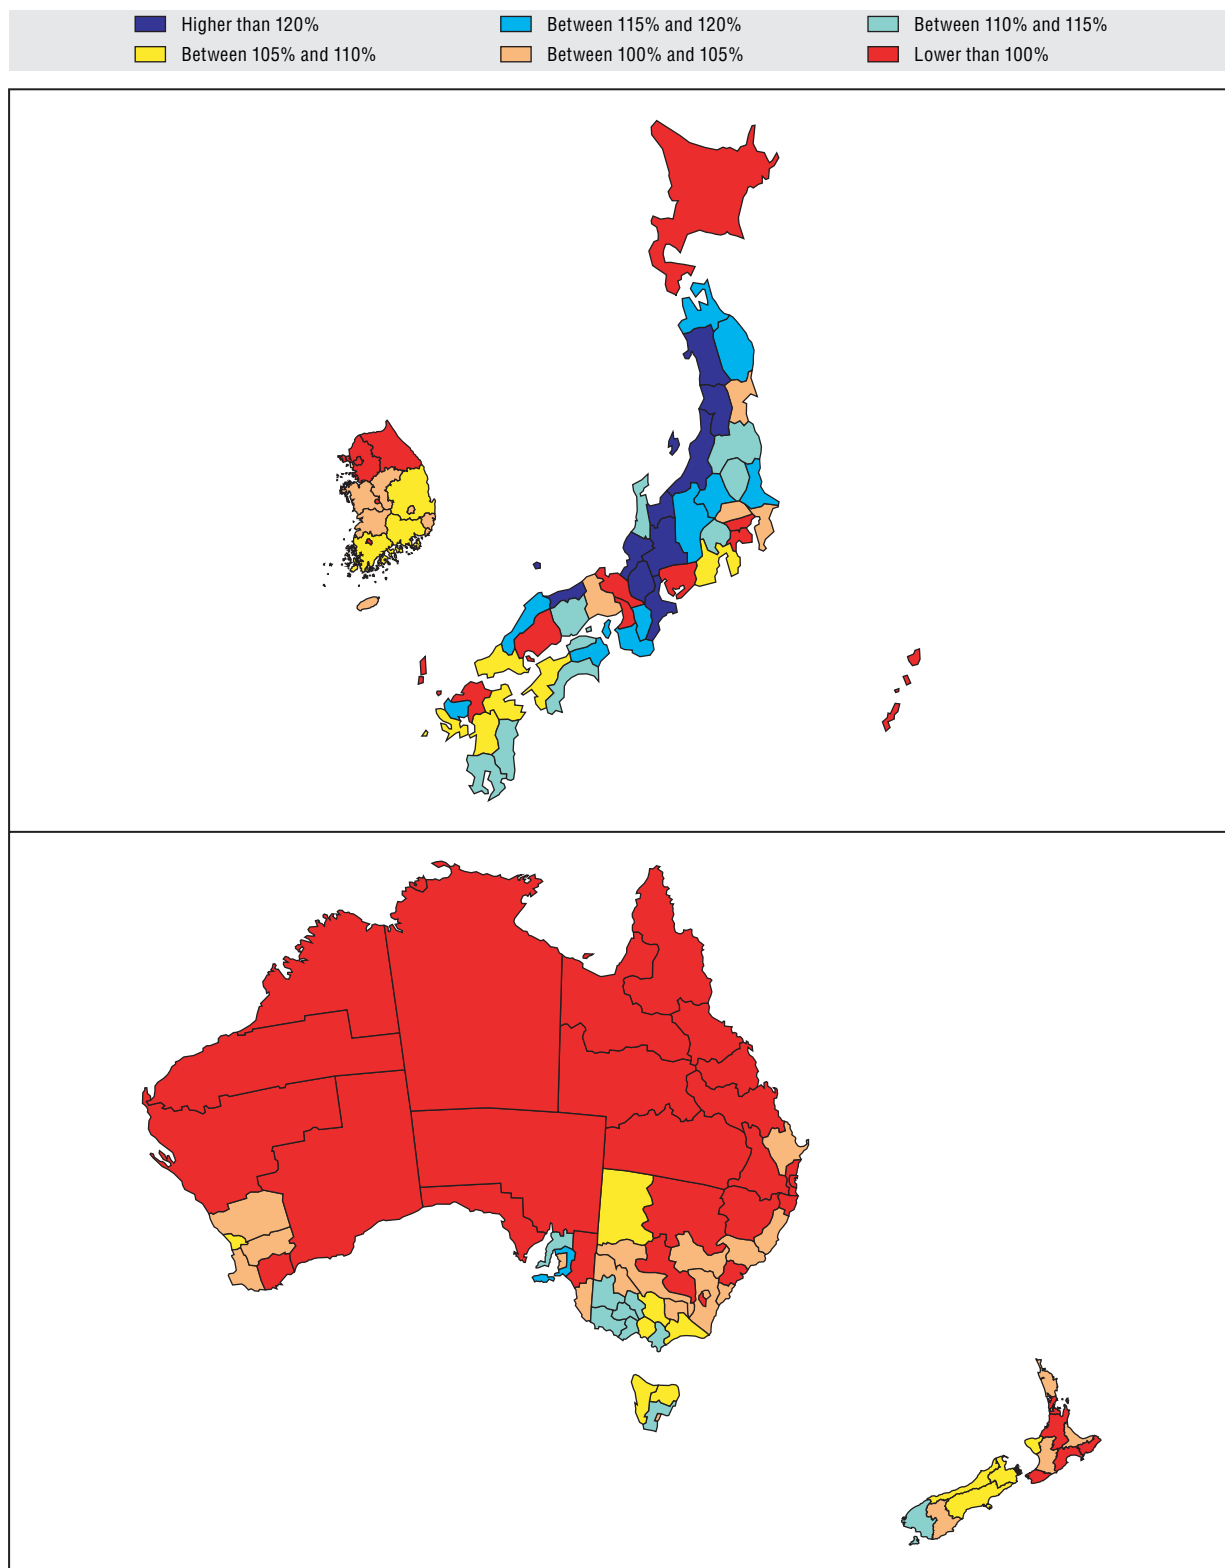 Higher than 120% Between 115% and 120% Between 110% and 115%
Between 105% and 110% Between 100% and 105% Lower than 100%